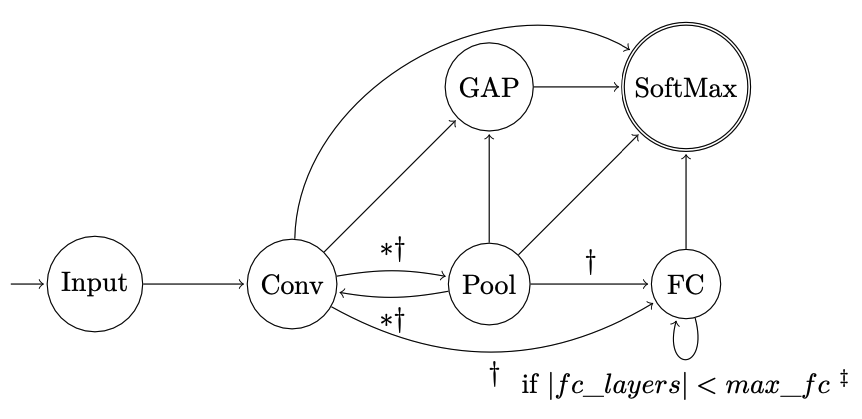 GAP
SoftMax
*†
†
Input
Conv
Pool
FC
*†
†
if |fc_layers| < max_fc ‡